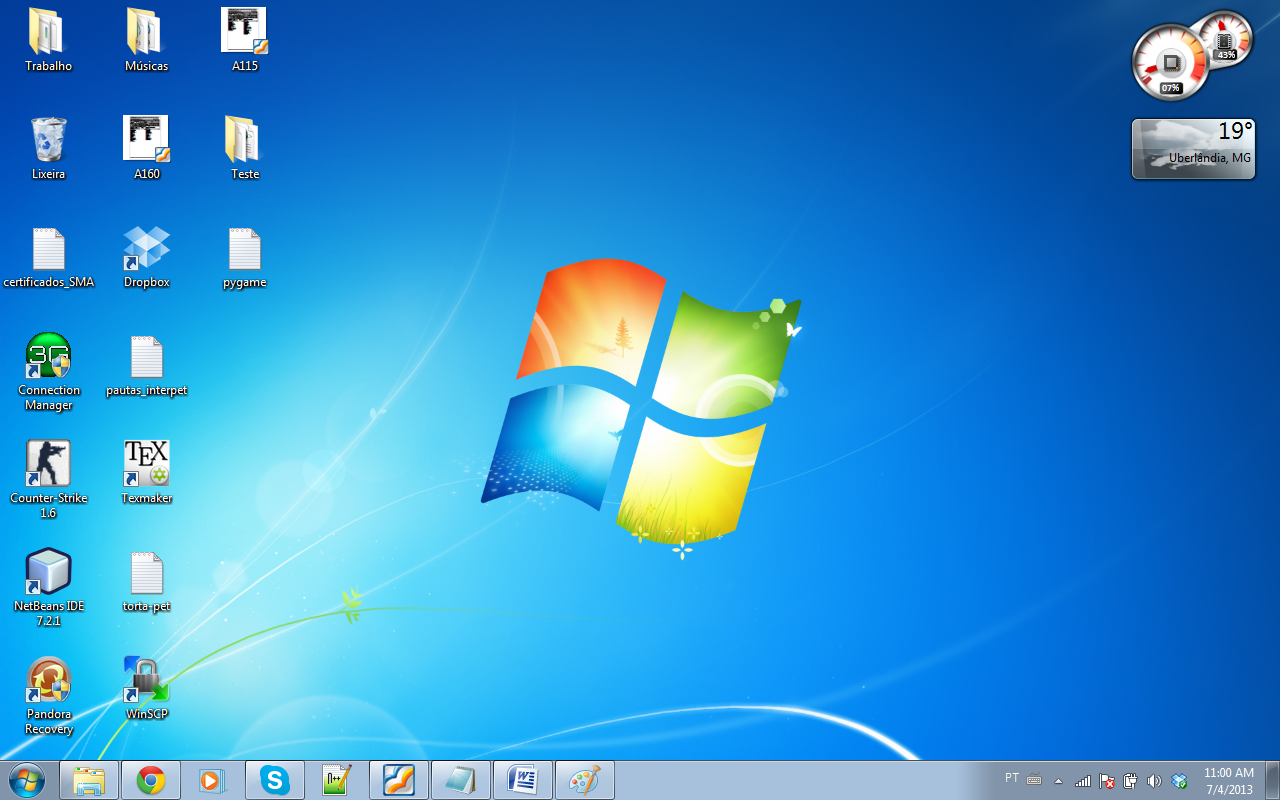 Trabalho
Músicas
A115
Lixeira
A160
Teste
certificados_SMA
Dropbox
pygame
3G
Connection
Manager
pautas_interpet
Counter-Strike
1.6
TEX
Texmaker
NetBeans IDE
7.2.1
torta-pet
Pandora
Recovery
WinSCP
43%
07%
19°
Uberlândia, MG
PT
11:00 AM
7/4/2013